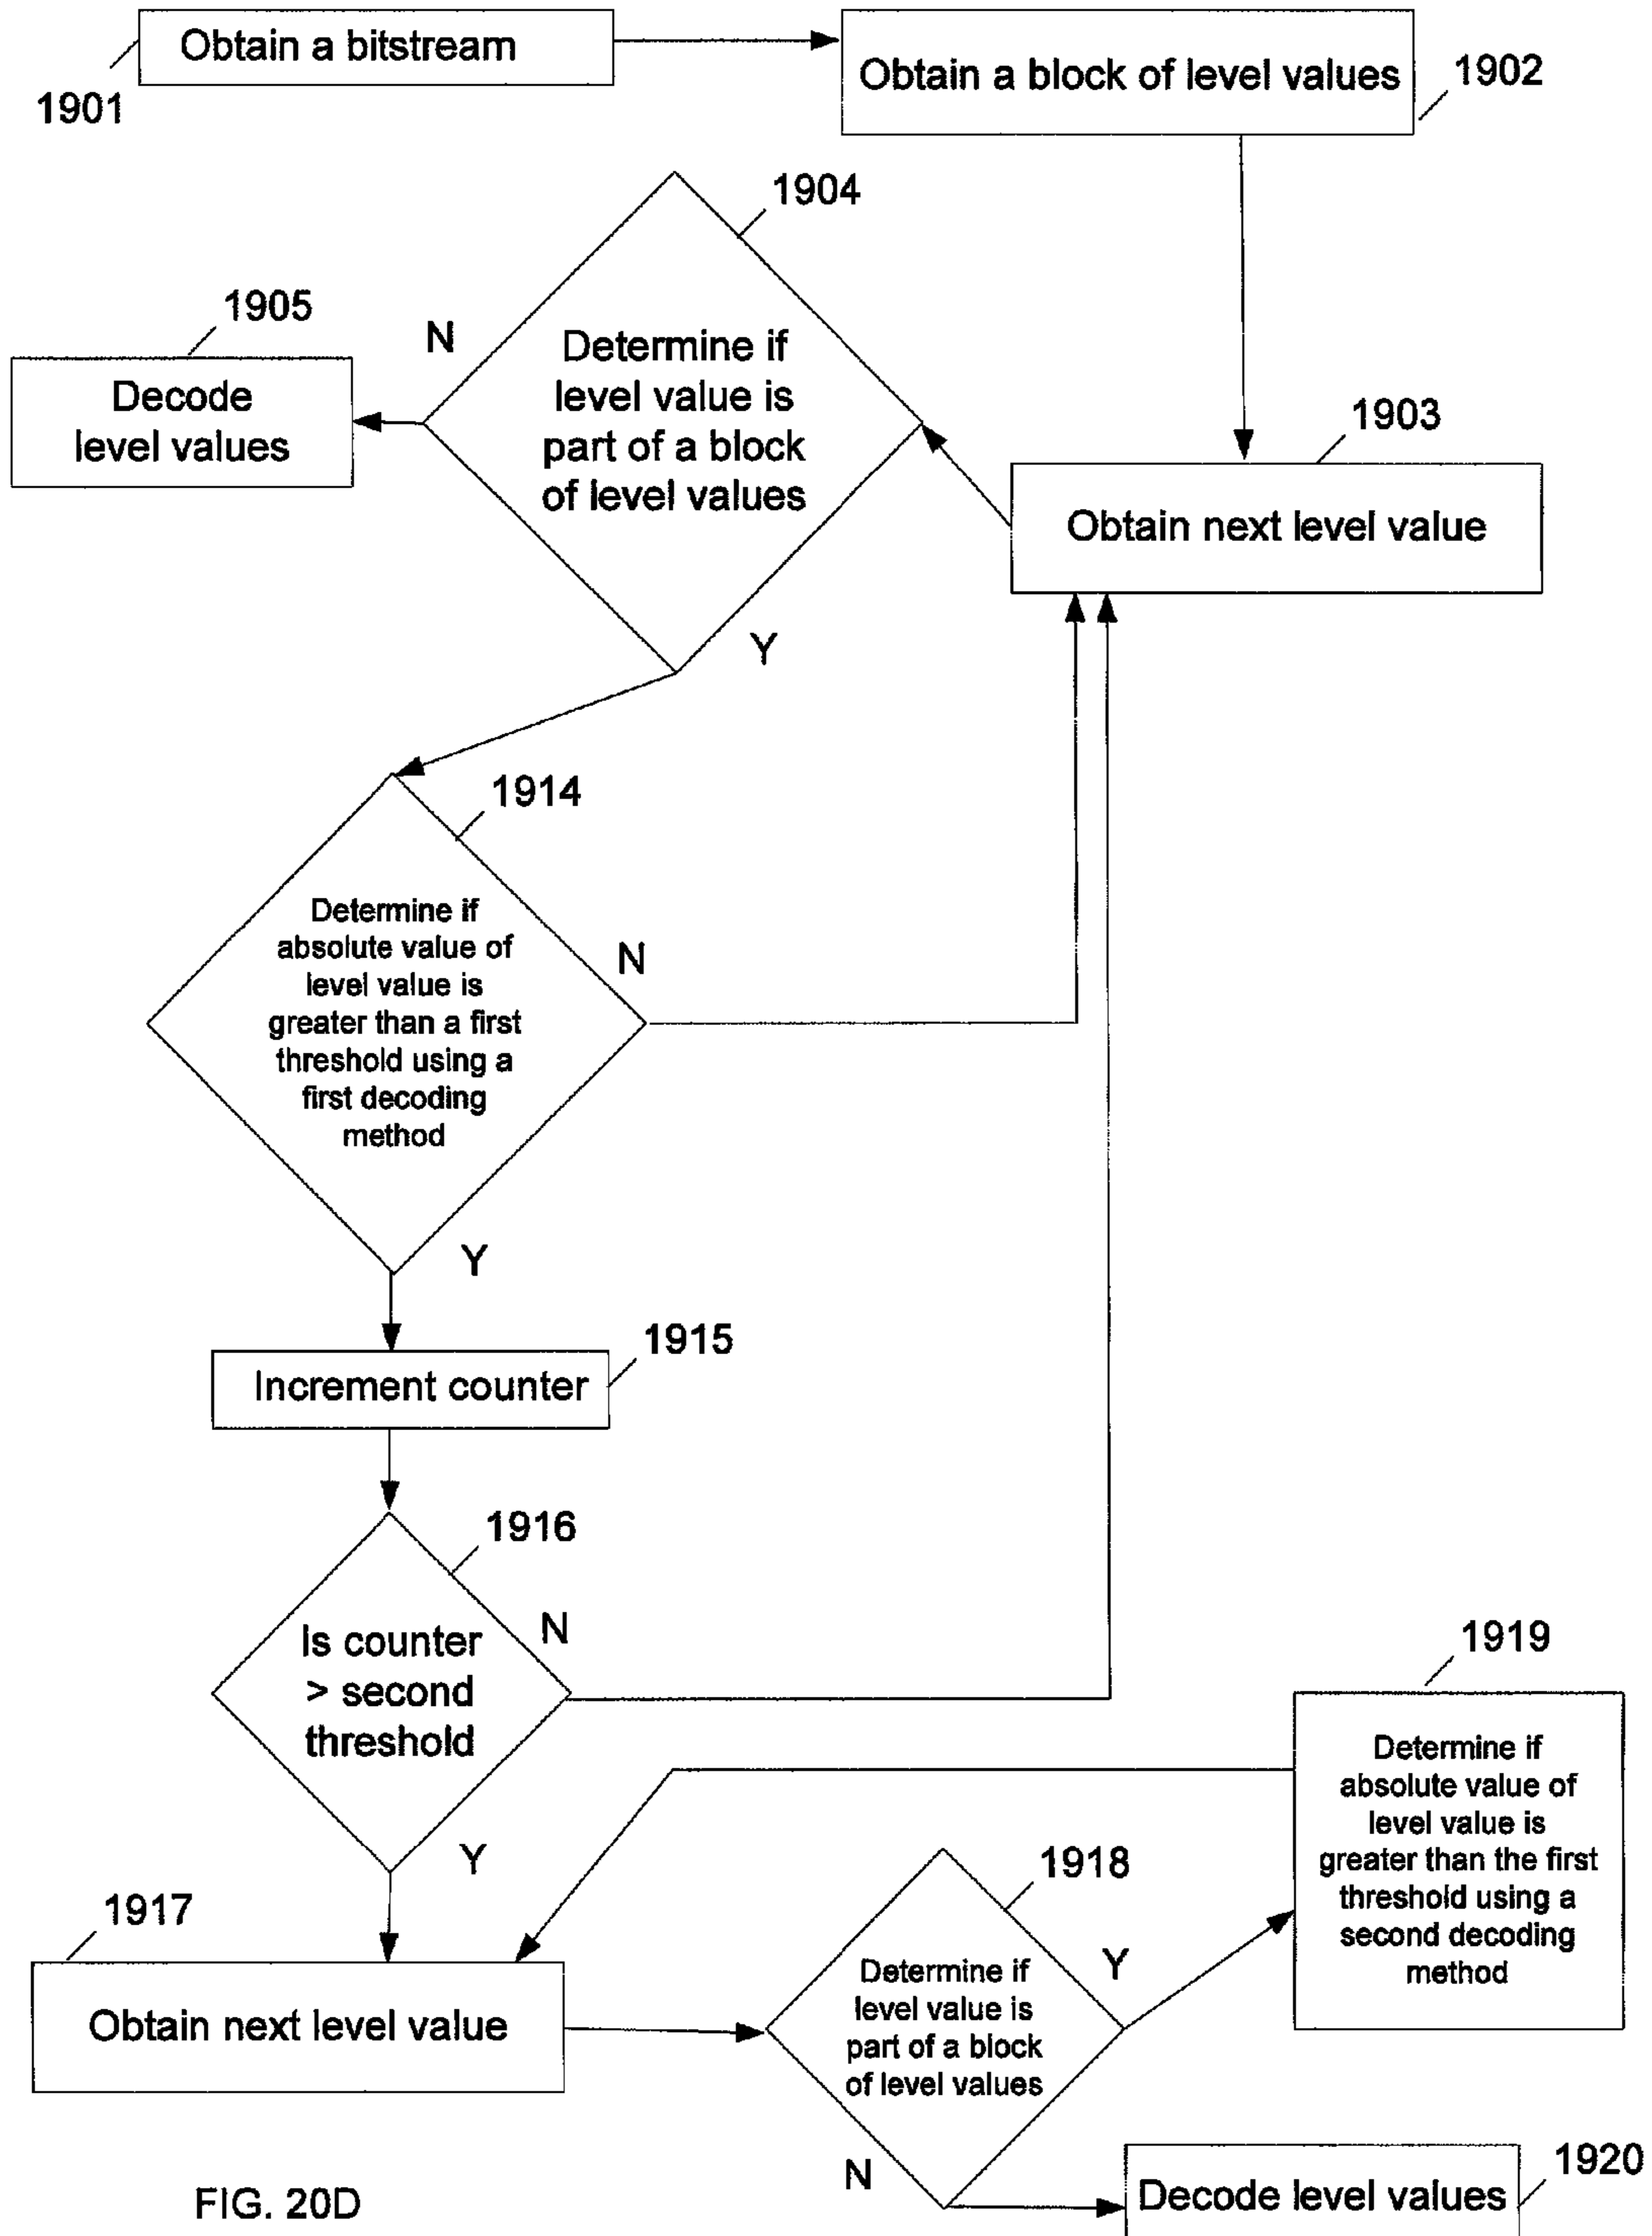 Obtain a bitstream
1901
Obtain a block of level values
1902
1904
Determine if
level value is
part of a block
of level values
N
Y
1905
Decode
level values
1903
Obtain next level value
1914
Determine if
absolute value of
level value is
greater than a first
threshold using a
first decoding
method
N
Y
1915
Increment counter
1916
Is counter
> second
threshold
N
Y
1917
Obtain next level value
1918
Determine if
level value is
part of a block
of level values
Y
N
1919
Determine if
absolute value of
level value is
greater than the first
threshold using a
second decoding
method
1920
Decode level values
FIG. 20D